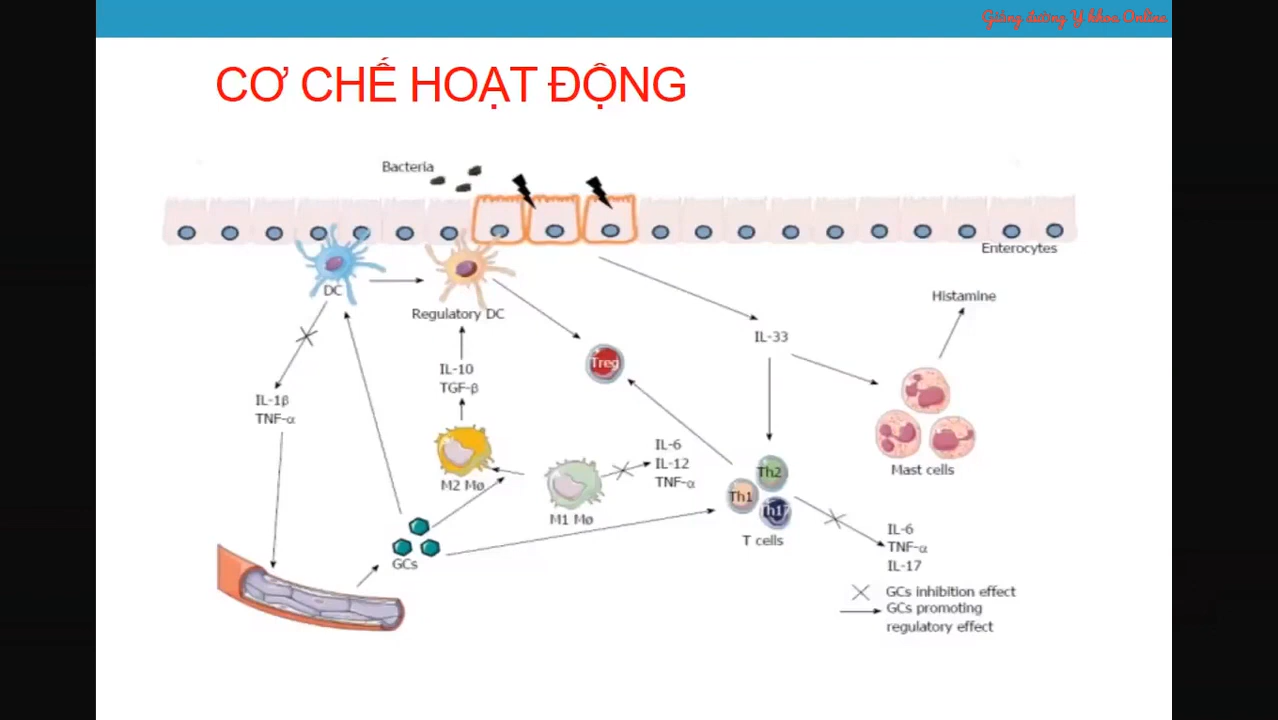 Giảng đường Y khoa Online
CƠ CHẾ HOẠT ĐỘNG
Bacteria
Enterocytes
DC
Regulatory DC
Histamine
IL-33
Treg
IL-10
TGF-β
IL-1β
TNF-α
IL-6
IL-12
TNF-α
M2 Mø
M1 Mø
Mast cells
Th2
Th1
Th17
T cells
GCs
IL-6
TNF-α
IL-17
GCs inhibition effect
GCs promoting
regulatory effect